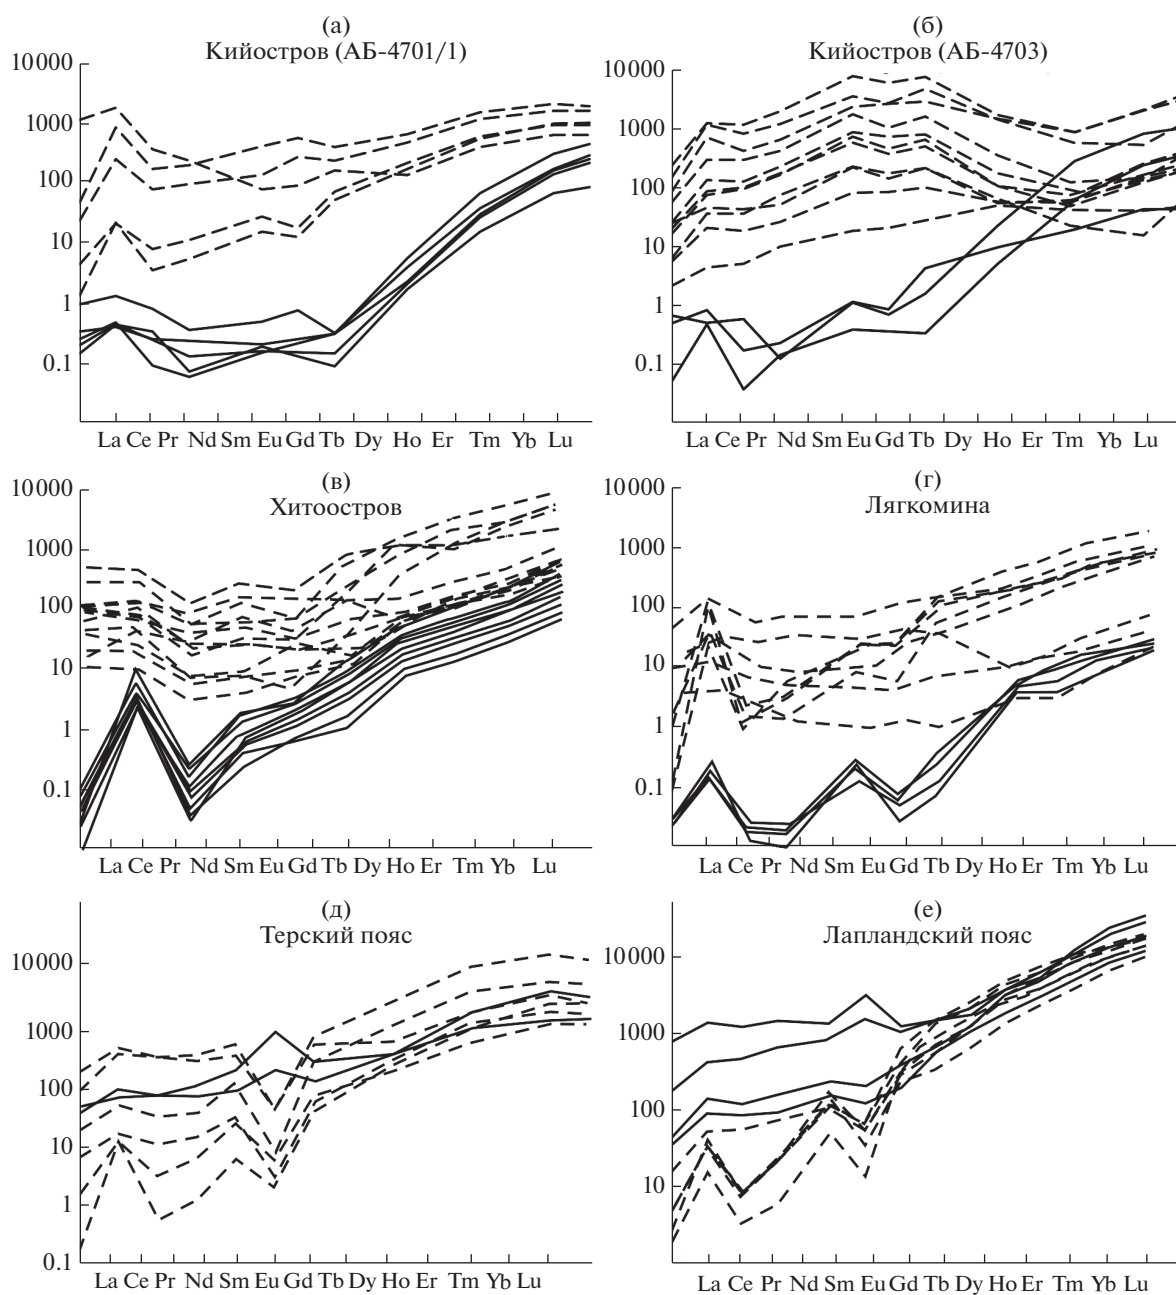 (а)
Кийостров (АБ-4701/1)
10000
1000
100
10
1
0.1
La Ce Pr Nd Sm Eu Gd Tb Dy Ho Er Tm Yb Lu
(б)
Кийостров (АБ-4703)
10000
1000
100
10
1
0.1
La Ce Pr Nd Sm Eu Gd Tb Dy Ho Er Tm Yb Lu
(в)
Хитоостров
10000
1000
100
10
1
0.1
La Ce Pr Nd Sm Eu Gd Tb Dy Ho Er Tm Yb Lu
(г)
Лягкомина
10000
1000
100
10
1
0.1
La Ce Pr Nd Sm Eu Gd Tb Dy Ho Er Tm Yb Lu
(д)
Терский пояс
10000
1000
100
10
1
0.1
La Ce Pr Nd Sm Eu Gd Tb Dy Ho Er Tm Yb Lu
(е)
Лапландский пояс
10000
1000
100
10
La Ce Pr Nd Sm Eu Gd Tb Dy Ho Er Tm Yb Lu